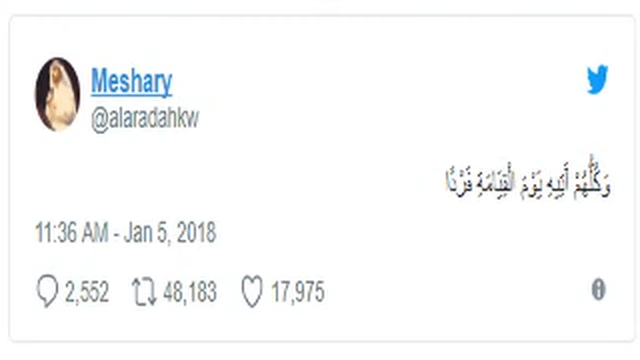 Meshary
@alaradahkw
وَكُلُّهُمْ آتِيهِ يَوْمَ الْقِيَامَةِ فَرْدًا
11:36 AM - Jan 5, 2018
2,552 48,183 17,975